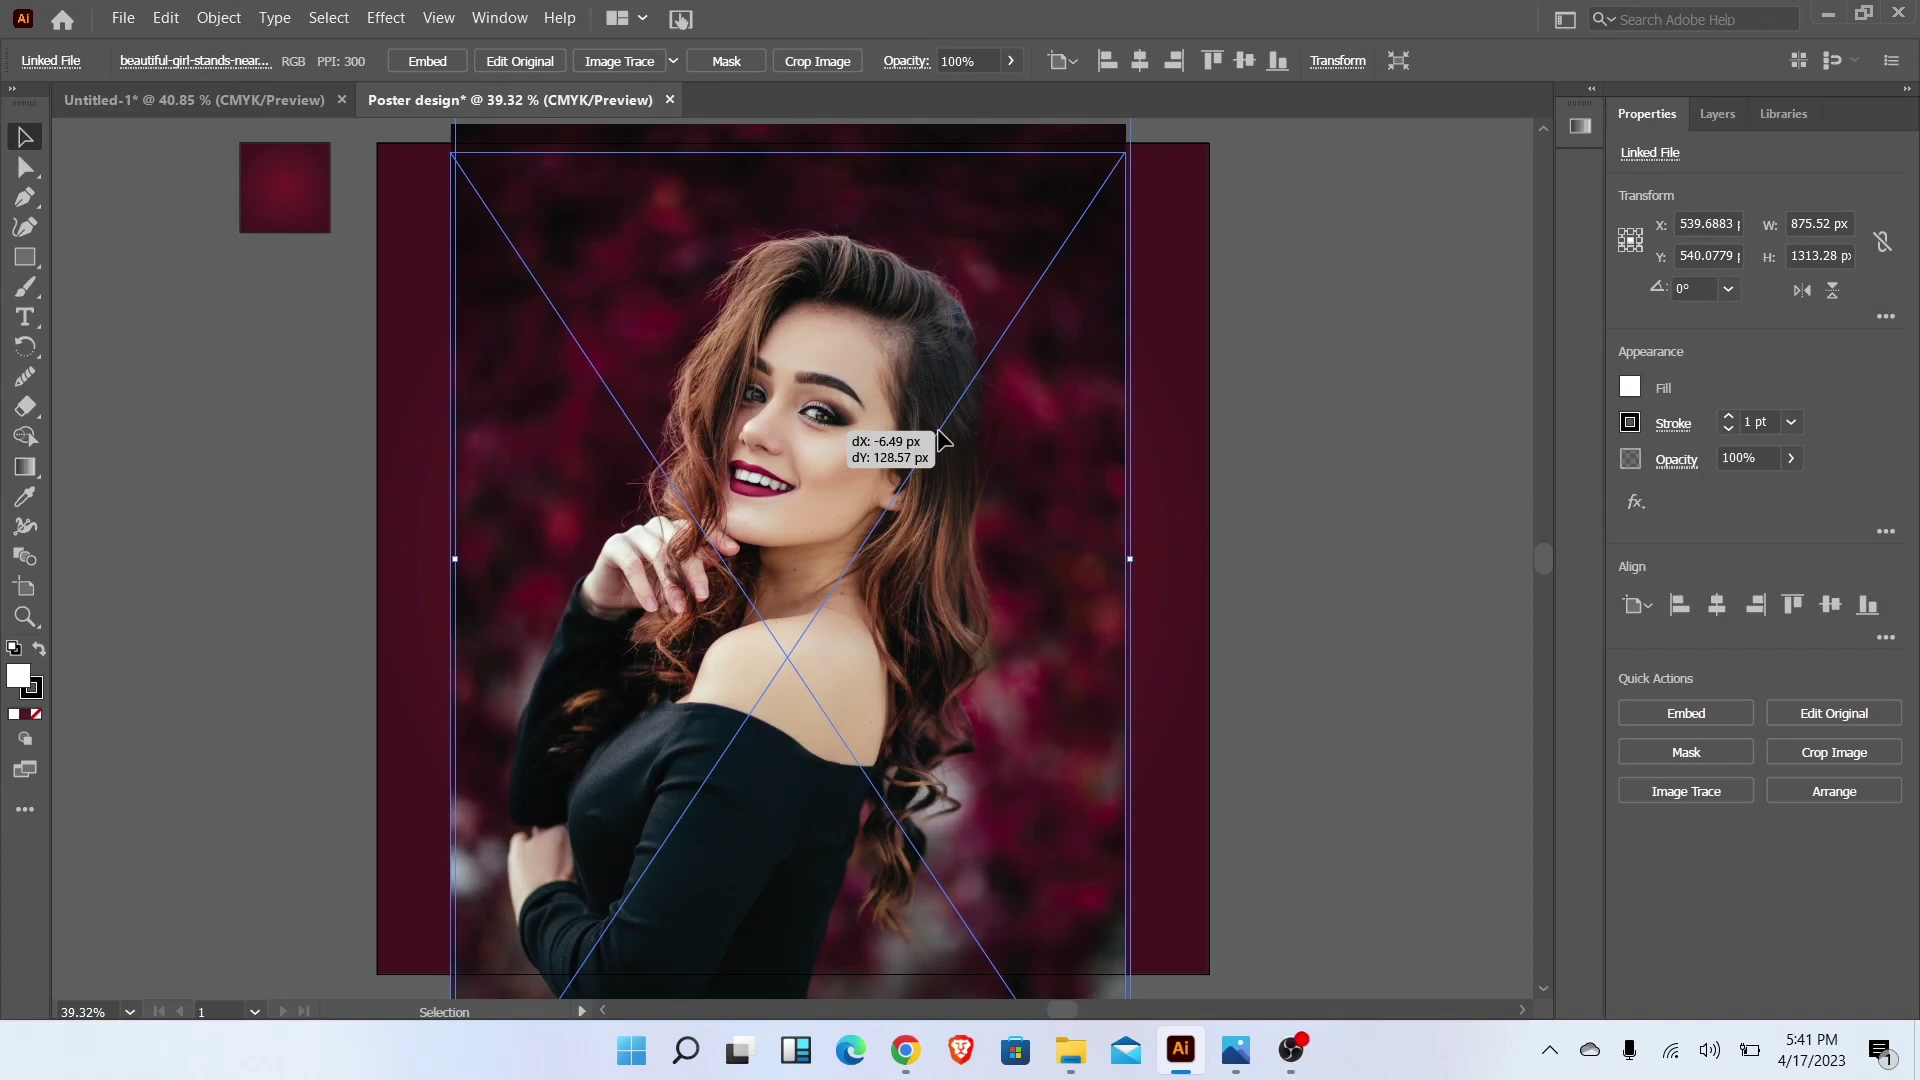 Ai File Edit Object Type Select Effect View Window Help Search Adobe Help
Linked File beautiful-girl-stands-near... RGB PPI: 300 Embed Edit Original Image Trace Mask Crop Image Opacity: 100% Transform
Untitled-1* @ 40.85 % (CMYK/Preview) × Poster design* @ 39.32 % (CMYK/Preview) ×
Properties Layers Libraries
Linked File
Transform
X: 539.6883 p W: 875.52 px
Y: 540.0779 p H: 1313.28 px
0°
Appearance
Fill
Stroke 1 pt
Opacity 100%
fx.
dX: -6.49 px
dY: 128.57 px
Align
Quick Actions
Embed Edit Original
Mask Crop Image
Image Trace Arrange
39.32% 1 Selection
Ai
5:41 PM
4/17/2023
1